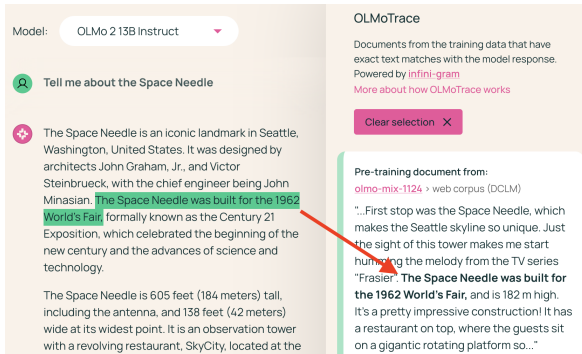 Model:
OLMo 2 13B Instruct
Tell me about the Space Needle
The Space Needle is an iconic landmark in Seattle,
Washington, United States. It was designed by
architects John Graham, Jr., and Victor
Steinbrueck, with the chief engineer being John
Minasian. The Space Needle was built for the 1962
World's Fair, formally known as the Century 21
Exposition, which celebrated the beginning of the
new century and the advances of science and
technology.
The Space Needle is 605 feet (184 meters) tall,
including the antenna, and 138 feet (42 meters)
wide at its widest point. It is an observation tower
with a revolving restaurant, SkyCity, located at the
OLMoTrace
Documents from the training data that have
exact text matches with the model response.
Powered by infini-gram
More about how OLMoTrace works
Clear selection
Pre-training document from:
olmo-mix-1124 > web corpus (DCLM)
"...First stop was the Space Needle, which
makes the Seattle skyline so unique. Just
the sight of this tower makes me start
humming the melody from the TV series
"Frasier". The Space Needle was built for
the 1962 World's Fair, and is 182 m high.
It's a pretty impressive construction! It has
a restaurant on top, where the guests sit
on a gigantic rotating platform so..."